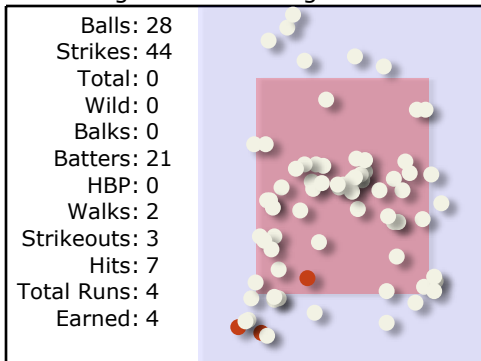 Balls: 28
Strikes: 44
Total: 0
Wild: 0
Balks: 0
Batters: 21
HBP: 0
Walks: 2
Strikeouts: 3
Hits: 7
Total Runs: 4
Earned: 4